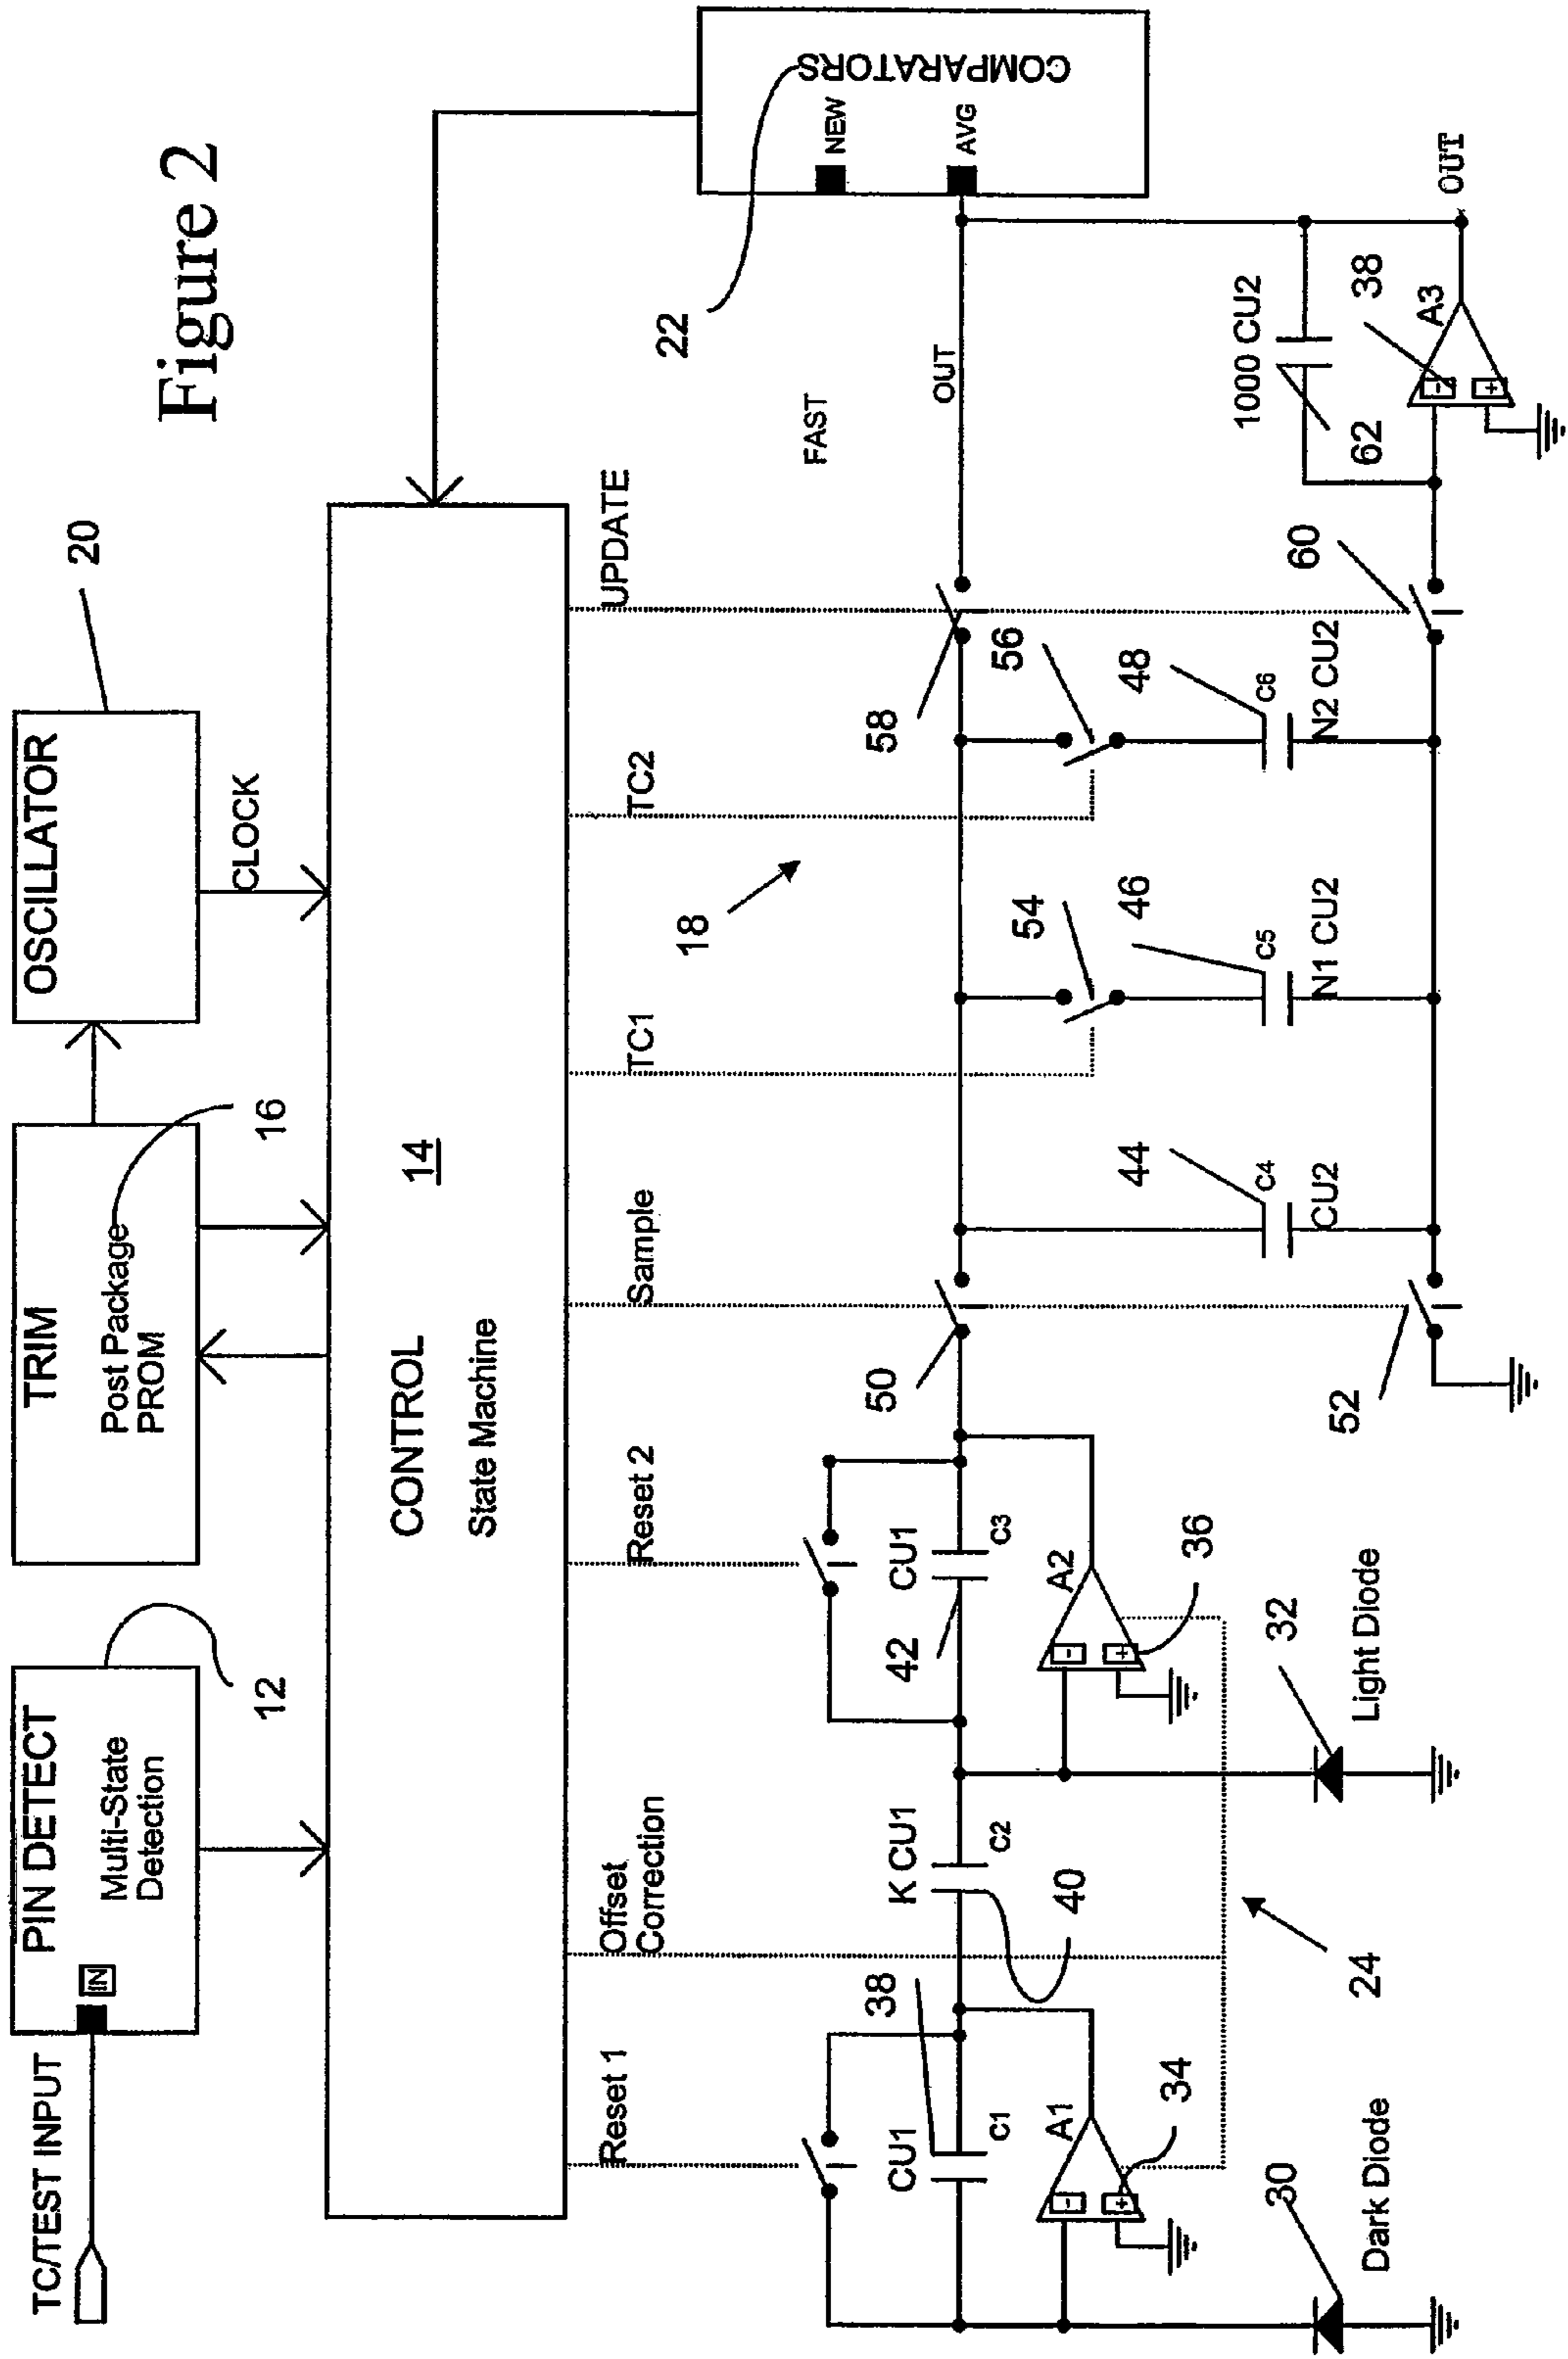 Figure 2
TC/TEST INPUT
PIN DETECT
IN
Multi-State
Detection
12
TRIM
Post Package
PROM
16
OSCILLATOR
20
CLOCK
CONTROL
14
State Machine
COMPARATORS
NEW
AVG
22
Reset 1
Offset
Correction
Reset 2
Sample
TC1
TC2
UPDATE
FAST
OUT
18
CU1
38
C1
K CU1
C2
40
CU1
C3
42
50
54
56
58
A1
-
+
34
A2
-
+
36
44
C4
CU2
46
C5
N1 CU2
48
C6
N2 CU2
60
1000 CU2
62
38
A3
-
+
OUT
30
Dark Diode
24
32
Light Diode
52